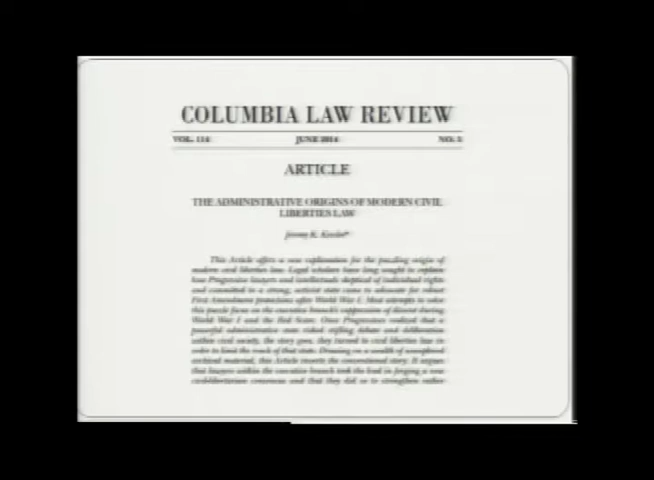 COLUMBIA LAW REVIEW
VOL. 114 JUNE 2014 NO. 5
ARTICLE
THE ADMINISTRATIVE ORIGINS OF MODERN CIVIL
LIBERTIES LAW
Jeremy K. Kessler*
This Article offers a new explanation for the puzzling origin of
modern civil liberties law. Legal scholars have long sought to explain
how Progressive lawyers and intellectuals skeptical of individual rights
and committed to a strong, activist state came to advocate for robust
First Amendment protections after World War I. Most attempts to solve
this puzzle focus on the executive branch's suppression of dissent during
World War I and the Red Scare. Once Progressives realized that a
powerful administrative state risked stifling debate and deliberation
within civil society, the story goes, they turned to civil liberties law in
order to limit the reach of that state. Drawing on a wealth of unexplored
archival material, this Article inverts the conventional story. It argues
that lawyers within the executive branch took the lead in forging a new
civil-libertarian consensus and that they did so to strengthen rather